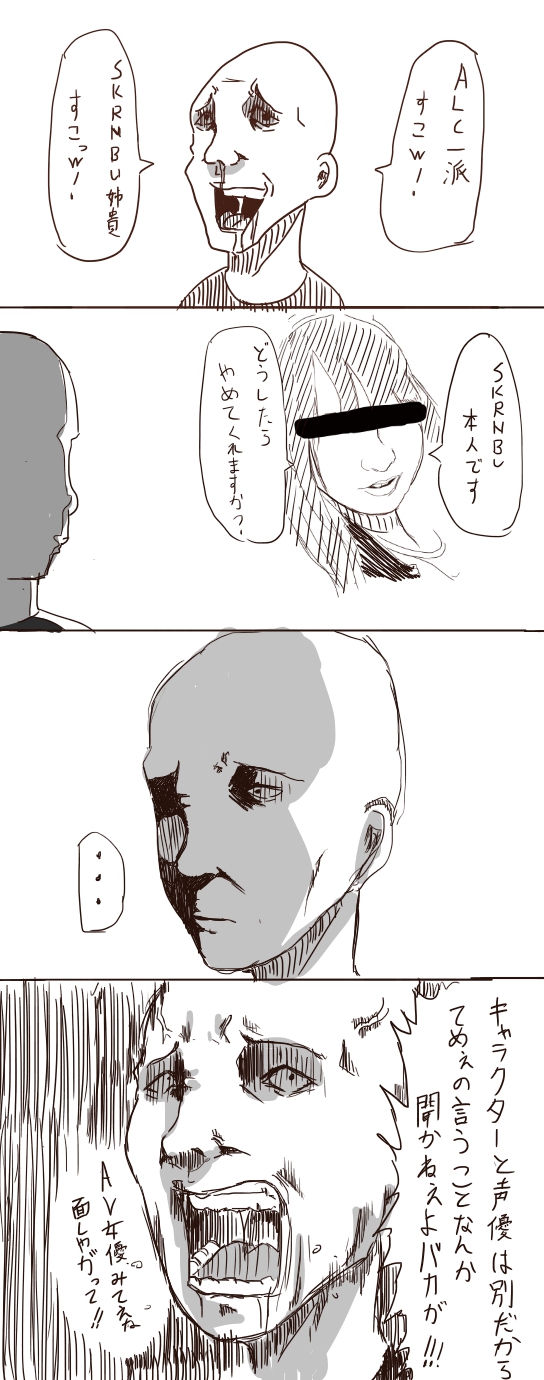 ALC一派
すこw！
SKRNBU姉貴
すこっw！
SKRNBU
本人です
どうしたら
やめてくれますか？
・・・
キャラクターと声優は別だから
てめぇの言うことなんか
聞かねえよバカが!!!
AV女優みてぇな
面しやがって!!